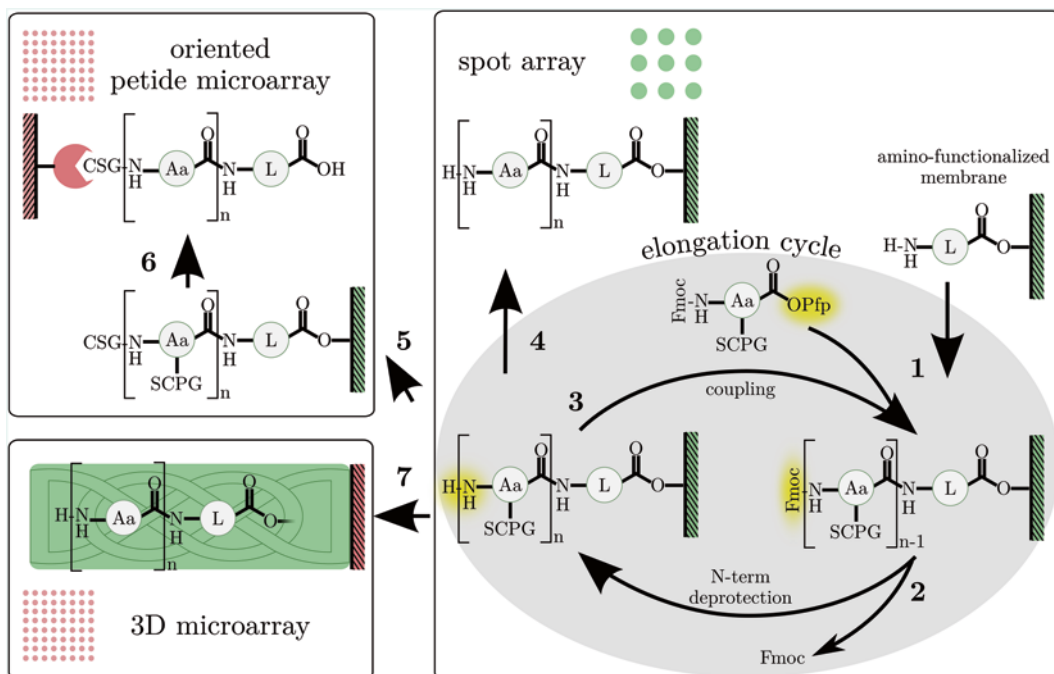 oriented
petide microarray
CSG-N
H
Aa
O
N
H
L
O
OH
n
6
CSG-N
H
Aa
SCPG
O
N
H
L
O
O
n
5
spot array
H-N
H
Aa
O
N
H
L
O
O
n
amino-functionalized
membrane
H-N
H
L
O
O
elongation cycle
Fmoc
-N
H
Aa
SCPG
O
OPfp
4
1
3
coupling
H-N
H
Aa
SCPG
O
N
H
L
O
O
n
Fmoc
-N
H
Aa
SCPG
O
N
H
L
O
O
n-1
N-term
deprotection
2
Fmoc
7
H-N
H
Aa
O
N
H
L
O
O
n
3D microarray